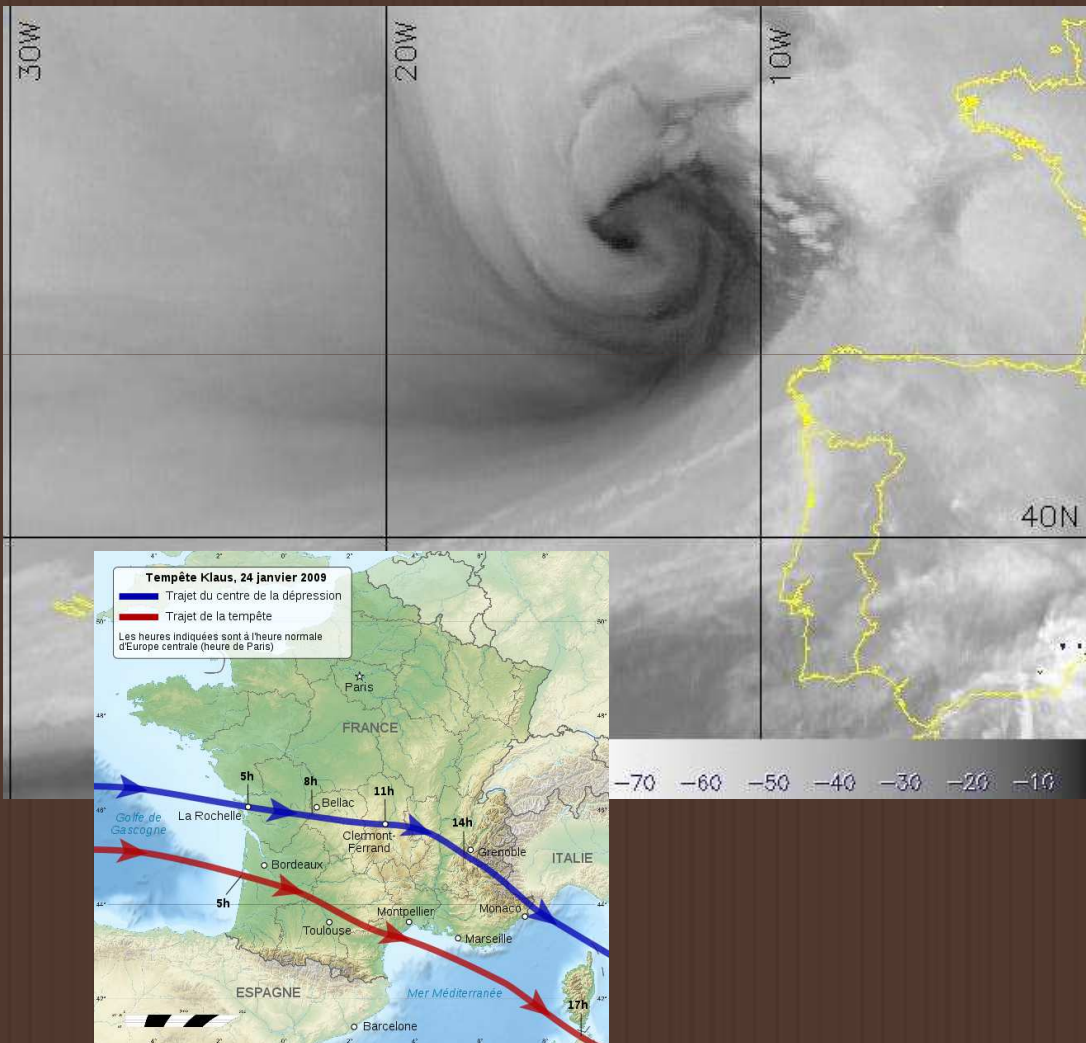 30W
20W
10W
40N
-70 -60 -50 -40 -30 -20 -10
Tempête Klaus, 24 janvier 2009
Trajet du centre de la dépression
Trajet de la tempête
Les heures indiquées sont à l'heure normale
d'Europe centrale (heure de Paris)
Paris
FRANCE
5h
8h
Bellac
11h
La Rochelle
Golfe de
Gascogne
Clermont-
Ferrand
14h
Grenoble
ITALIE
Bordeaux
5h
Montpellier
Monaco
Toulouse
Marseille
ESPAGNE
Mer Méditerranée
17h
Barcelone